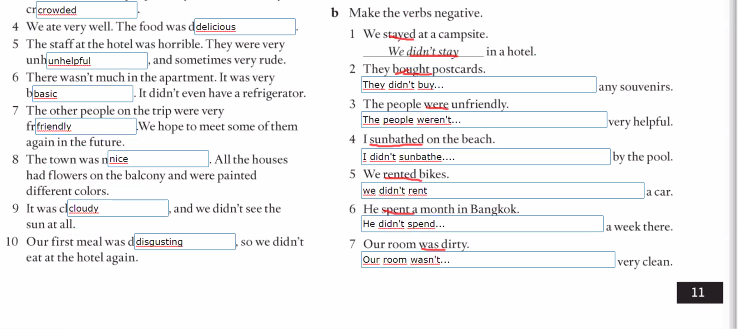 cr crowded.
4 We ate very well. The food was d delicious.
5 The staff at the hotel was horrible. They were very
unh unhelpful, and sometimes very rude.
6 There wasn't much in the apartment. It was very
b basic. It didn't even have a refrigerator.
7 The other people on the trip were very
fr friendly. We hope to meet some of them
again in the future.
8 The town was n nice. All the houses
had flowers on the balcony and were painted
different colors.
9 It was cl cloudy, and we didn't see the
sun at all.
10 Our first meal was d disgusting, so we didn't
eat at the hotel again.
b Make the verbs negative.
1 We stayed at a campsite.
We didn't stay in a hotel.
2 They bought postcards.
They didn't buy... any souvenirs.
3 The people were unfriendly.
The people weren't... very helpful.
4 I sunbathed on the beach.
I didn't sunbathe.... by the pool.
5 We rented bikes.
we didn't rent a car.
6 He spent a month in Bangkok.
He didn't spend... a week there.
7 Our room was dirty.
Our room wasn't... very clean.
11